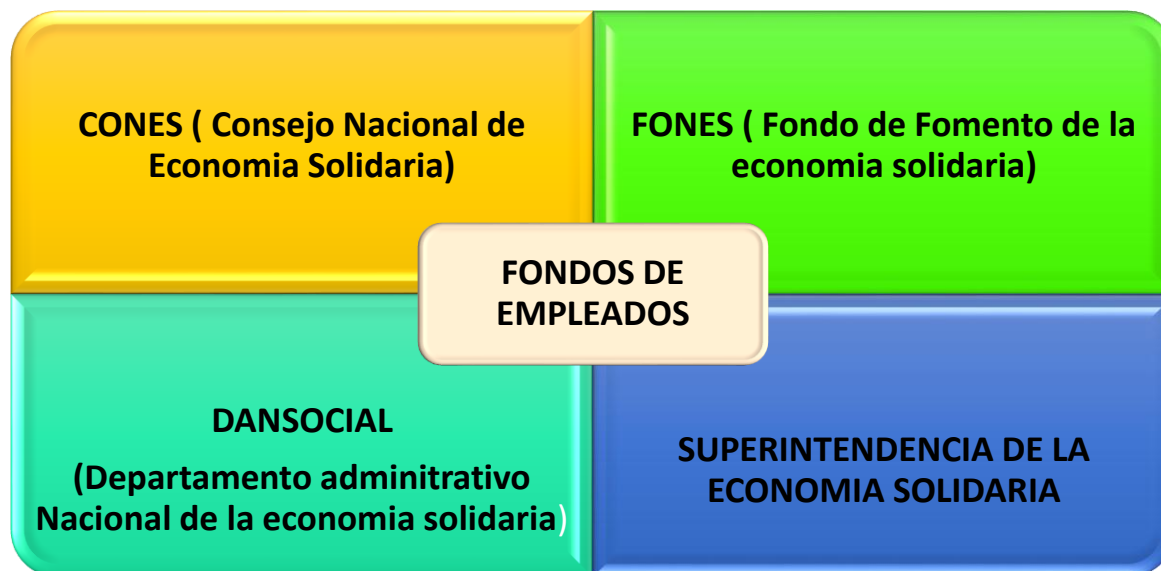 CONES ( Consejo Nacional de
Economia Solidaria)
FONES ( Fondo de Fomento de la
economia solidaria)
FONDOS DE
EMPLEADOS
DANSOCIAL
(Departamento adminitrativo
Nacional de la economia solidaria)
SUPERINTENDENCIA DE LA
ECONOMIA SOLIDARIA